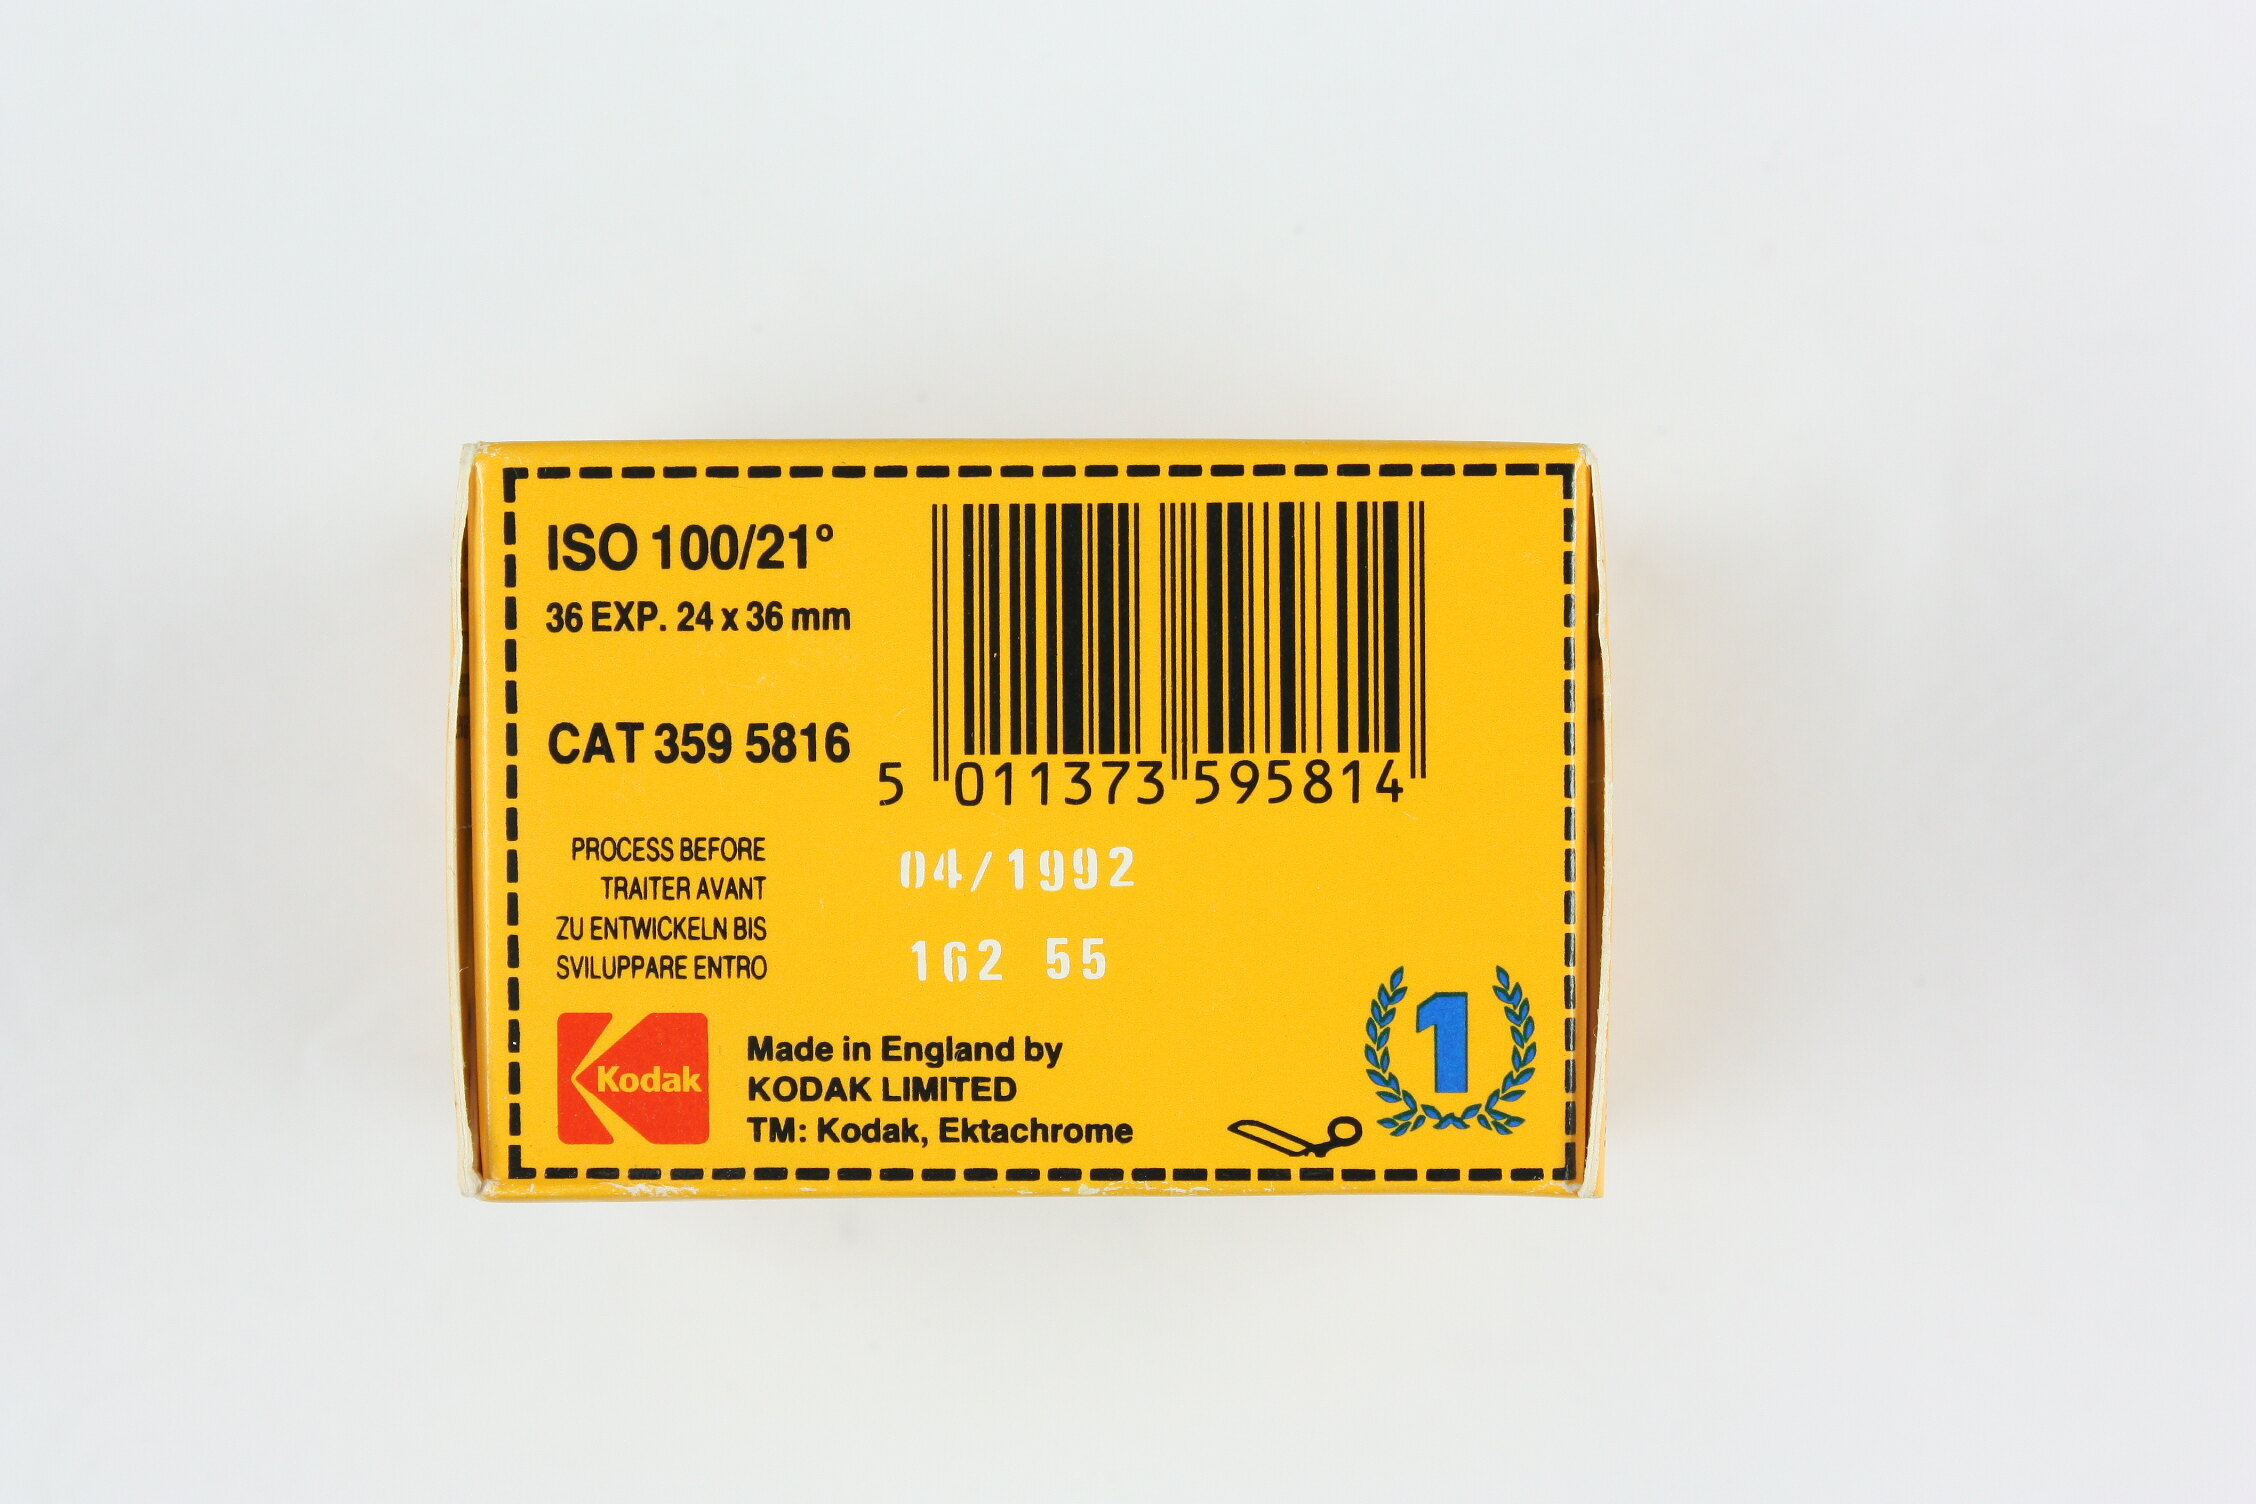 ISO 100/21°
36 EXP. 24 x 36 mm
CAT 359 5816
5 011373 595814
PROCESS BEFORE
TRAITER AVANT
ZU ENTWICKELN BIS
SVILUPPARE ENTRO
04/1992
162 55
Kodak
Made in England by
KODAK LIMITED
TM: Kodak, Ektachrome
1